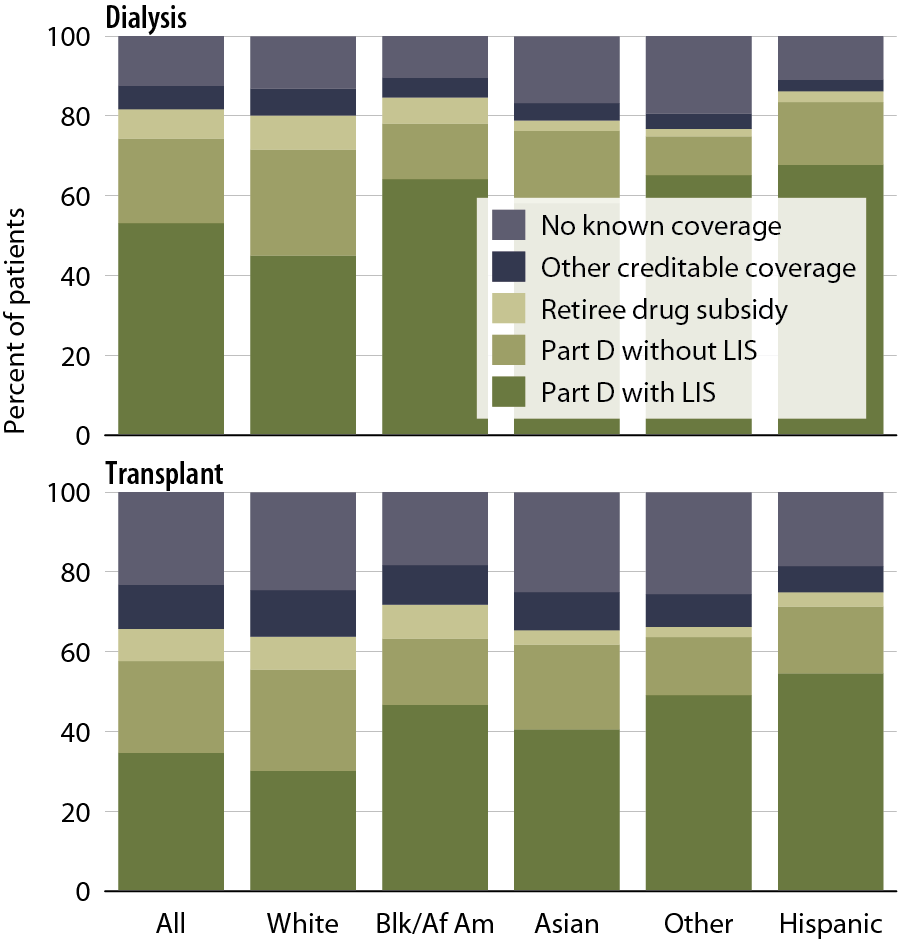 Dialysis
100
80
60
40
20
0
Percent of patients
No known coverage
Other creditable coverage
Retiree drug subsidy
Part D without LIS
Part D with LIS
Transplant
100
80
60
40
20
0
All White Blk/Af Am Asian Other Hispanic